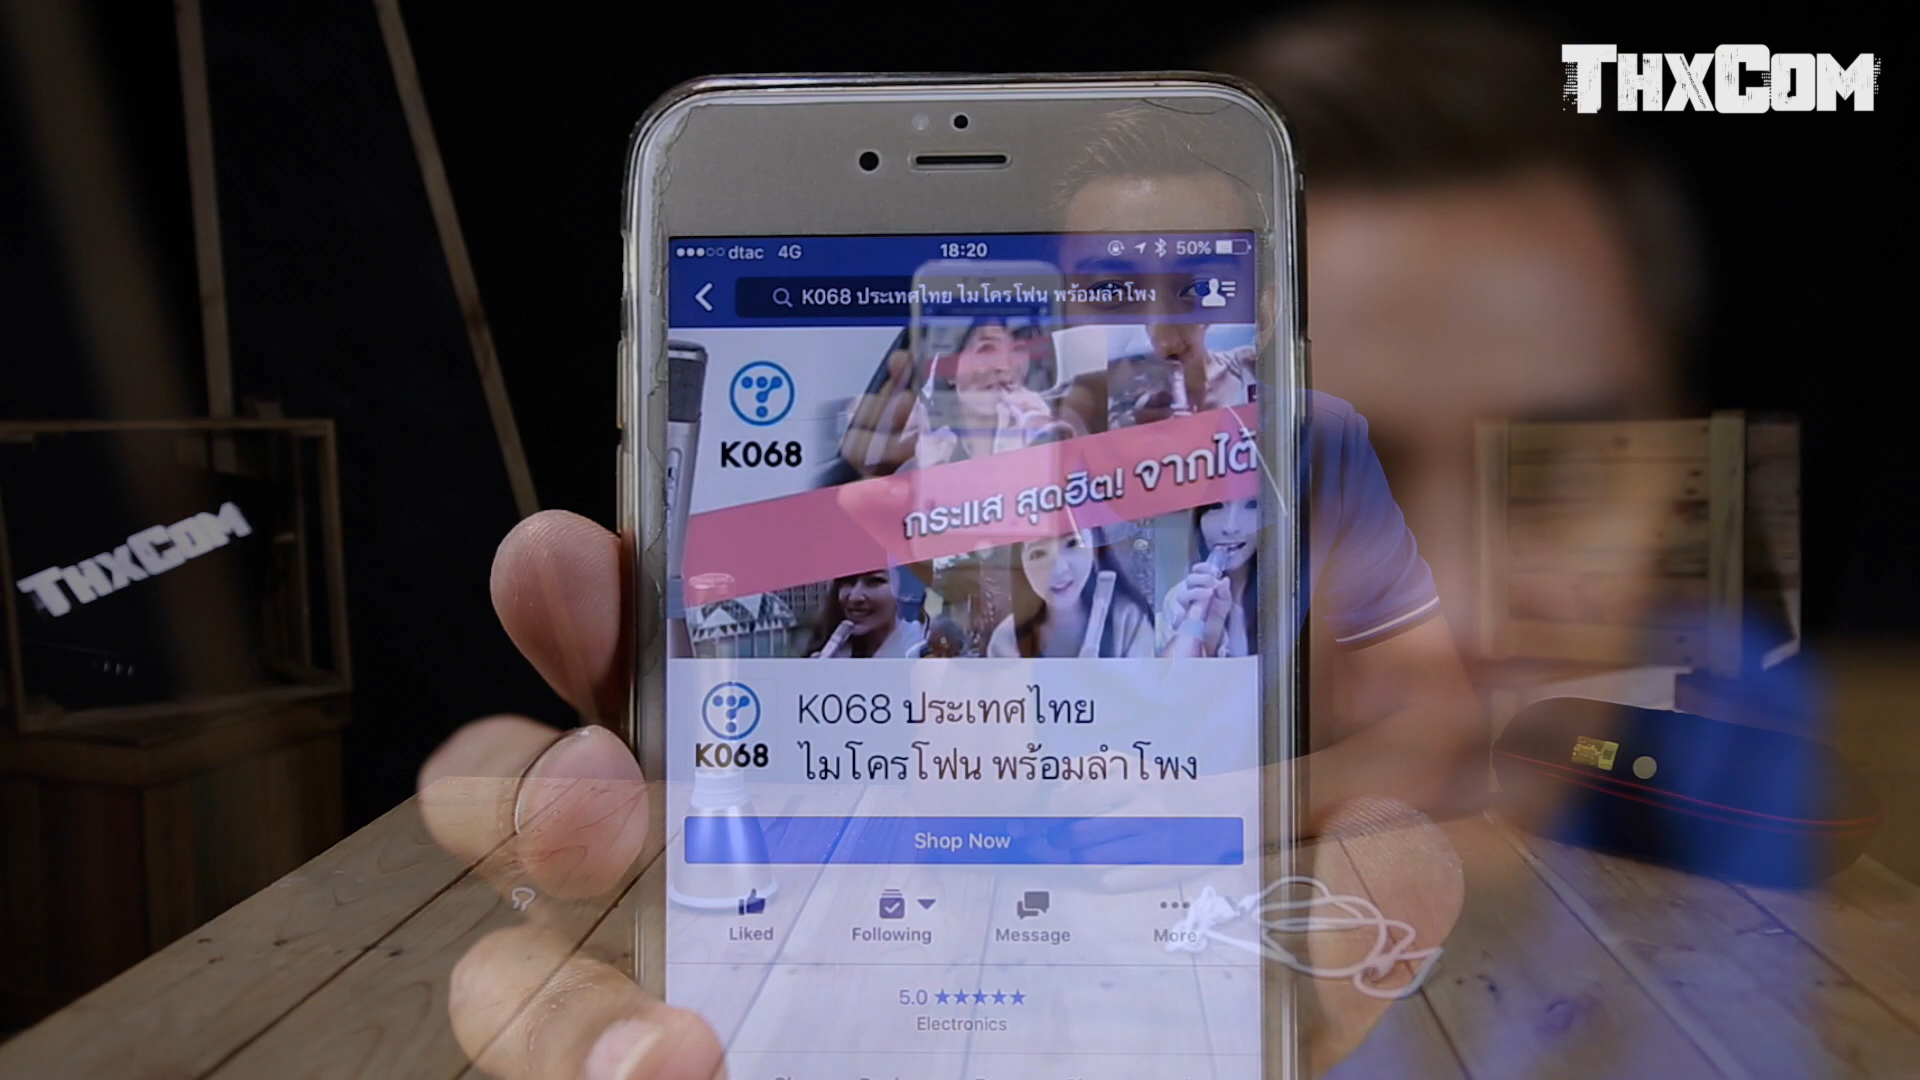 THXCOM
dtac 4G 18:20 50%
K068 ประเทศไทย ไมโครโฟน พร้อมลำโพง
K068
กระแส สุดฮิต! จากไต้
THXCOM
K068 ประเทศไทย
ไมโครโฟน พร้อมลำโพง
K068
Shop Now
Liked Following Message More
5.0 ★★★★★
Electronics